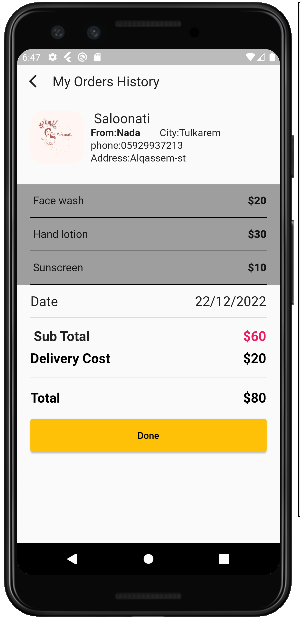 6:47
My Orders History
Saloonati
From:Nada City:Tulkarem
phone:05929937213
Address:Alqassem-st
Face wash $20
Hand lotion $30
Sunscreen $10
Date 22/12/2022
Sub Total $60
Delivery Cost $20
Total $80
Done